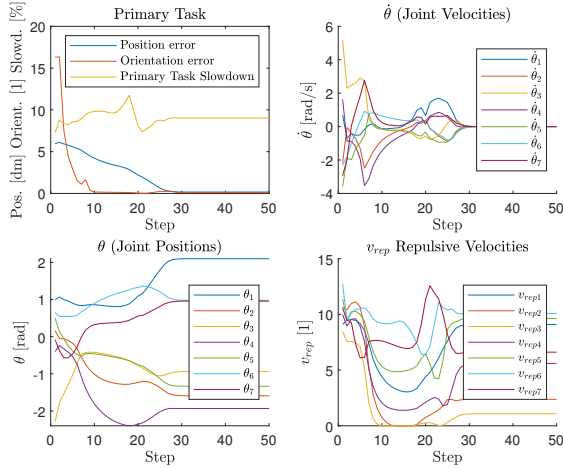 Primary Task
Pos. [dm] Orient. [1] Slowd. [%]
20
15
10
5
0
Position error
Orientation error
Primary Task Slowdown
0 10 20 30 40 50
Step
θ̇ (Joint Velocities)
θ̇ [rad/s]
6
4
2
0
-2
-4
θ̇1
θ̇2
θ̇3
θ̇4
θ̇5
θ̇6
θ̇7
0 10 20 30 40 50
Step
θ (Joint Positions)
θ [rad]
2
1
0
-1
-2
θ1
θ2
θ3
θ4
θ5
θ6
θ7
0 10 20 30 40 50
Step
vrep Repulsive Velocities
vrep [1]
15
10
5
0
vrep1
vrep2
vrep3
vrep4
vrep5
vrep6
vrep7
0 10 20 30 40 50
Step